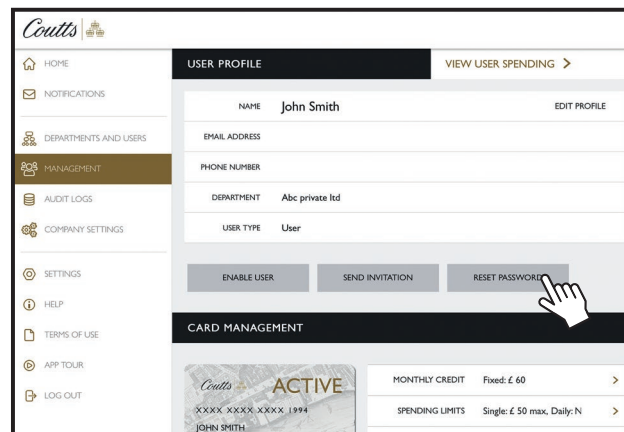 Coutts
HOME
NOTIFICATIONS
DEPARTMENTS AND USERS
MANAGEMENT
AUDIT LOGS
COMPANY SETTINGS
SETTINGS
HELP
TERMS OF USE
APP TOUR
LOG OUT
USER PROFILE
VIEW USER SPENDING >
NAME John Smith EDIT PROFILE
EMAIL ADDRESS
PHONE NUMBER
DEPARTMENT Abc private ltd
USER TYPE User
ENABLE USER SEND INVITATION RESET PASSWORD
CARD MANAGEMENT
Coutts ACTIVE
XXXX XXXX XXXX 1994
JOHN SMITH
MONTHLY CREDIT Fixed: £ 60 >
SPENDING LIMITS Single: £ 50 max, Daily: N >